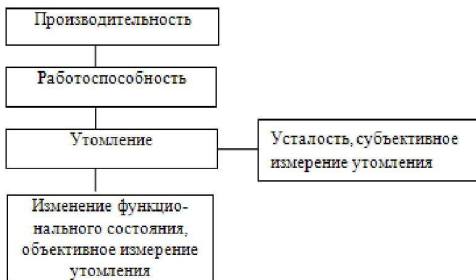 Производительность
Работоспособность
Утомление
Усталость, субъективное
измерение утомления
Изменение функцио-
нального состояния,
объективное измерение
утомления